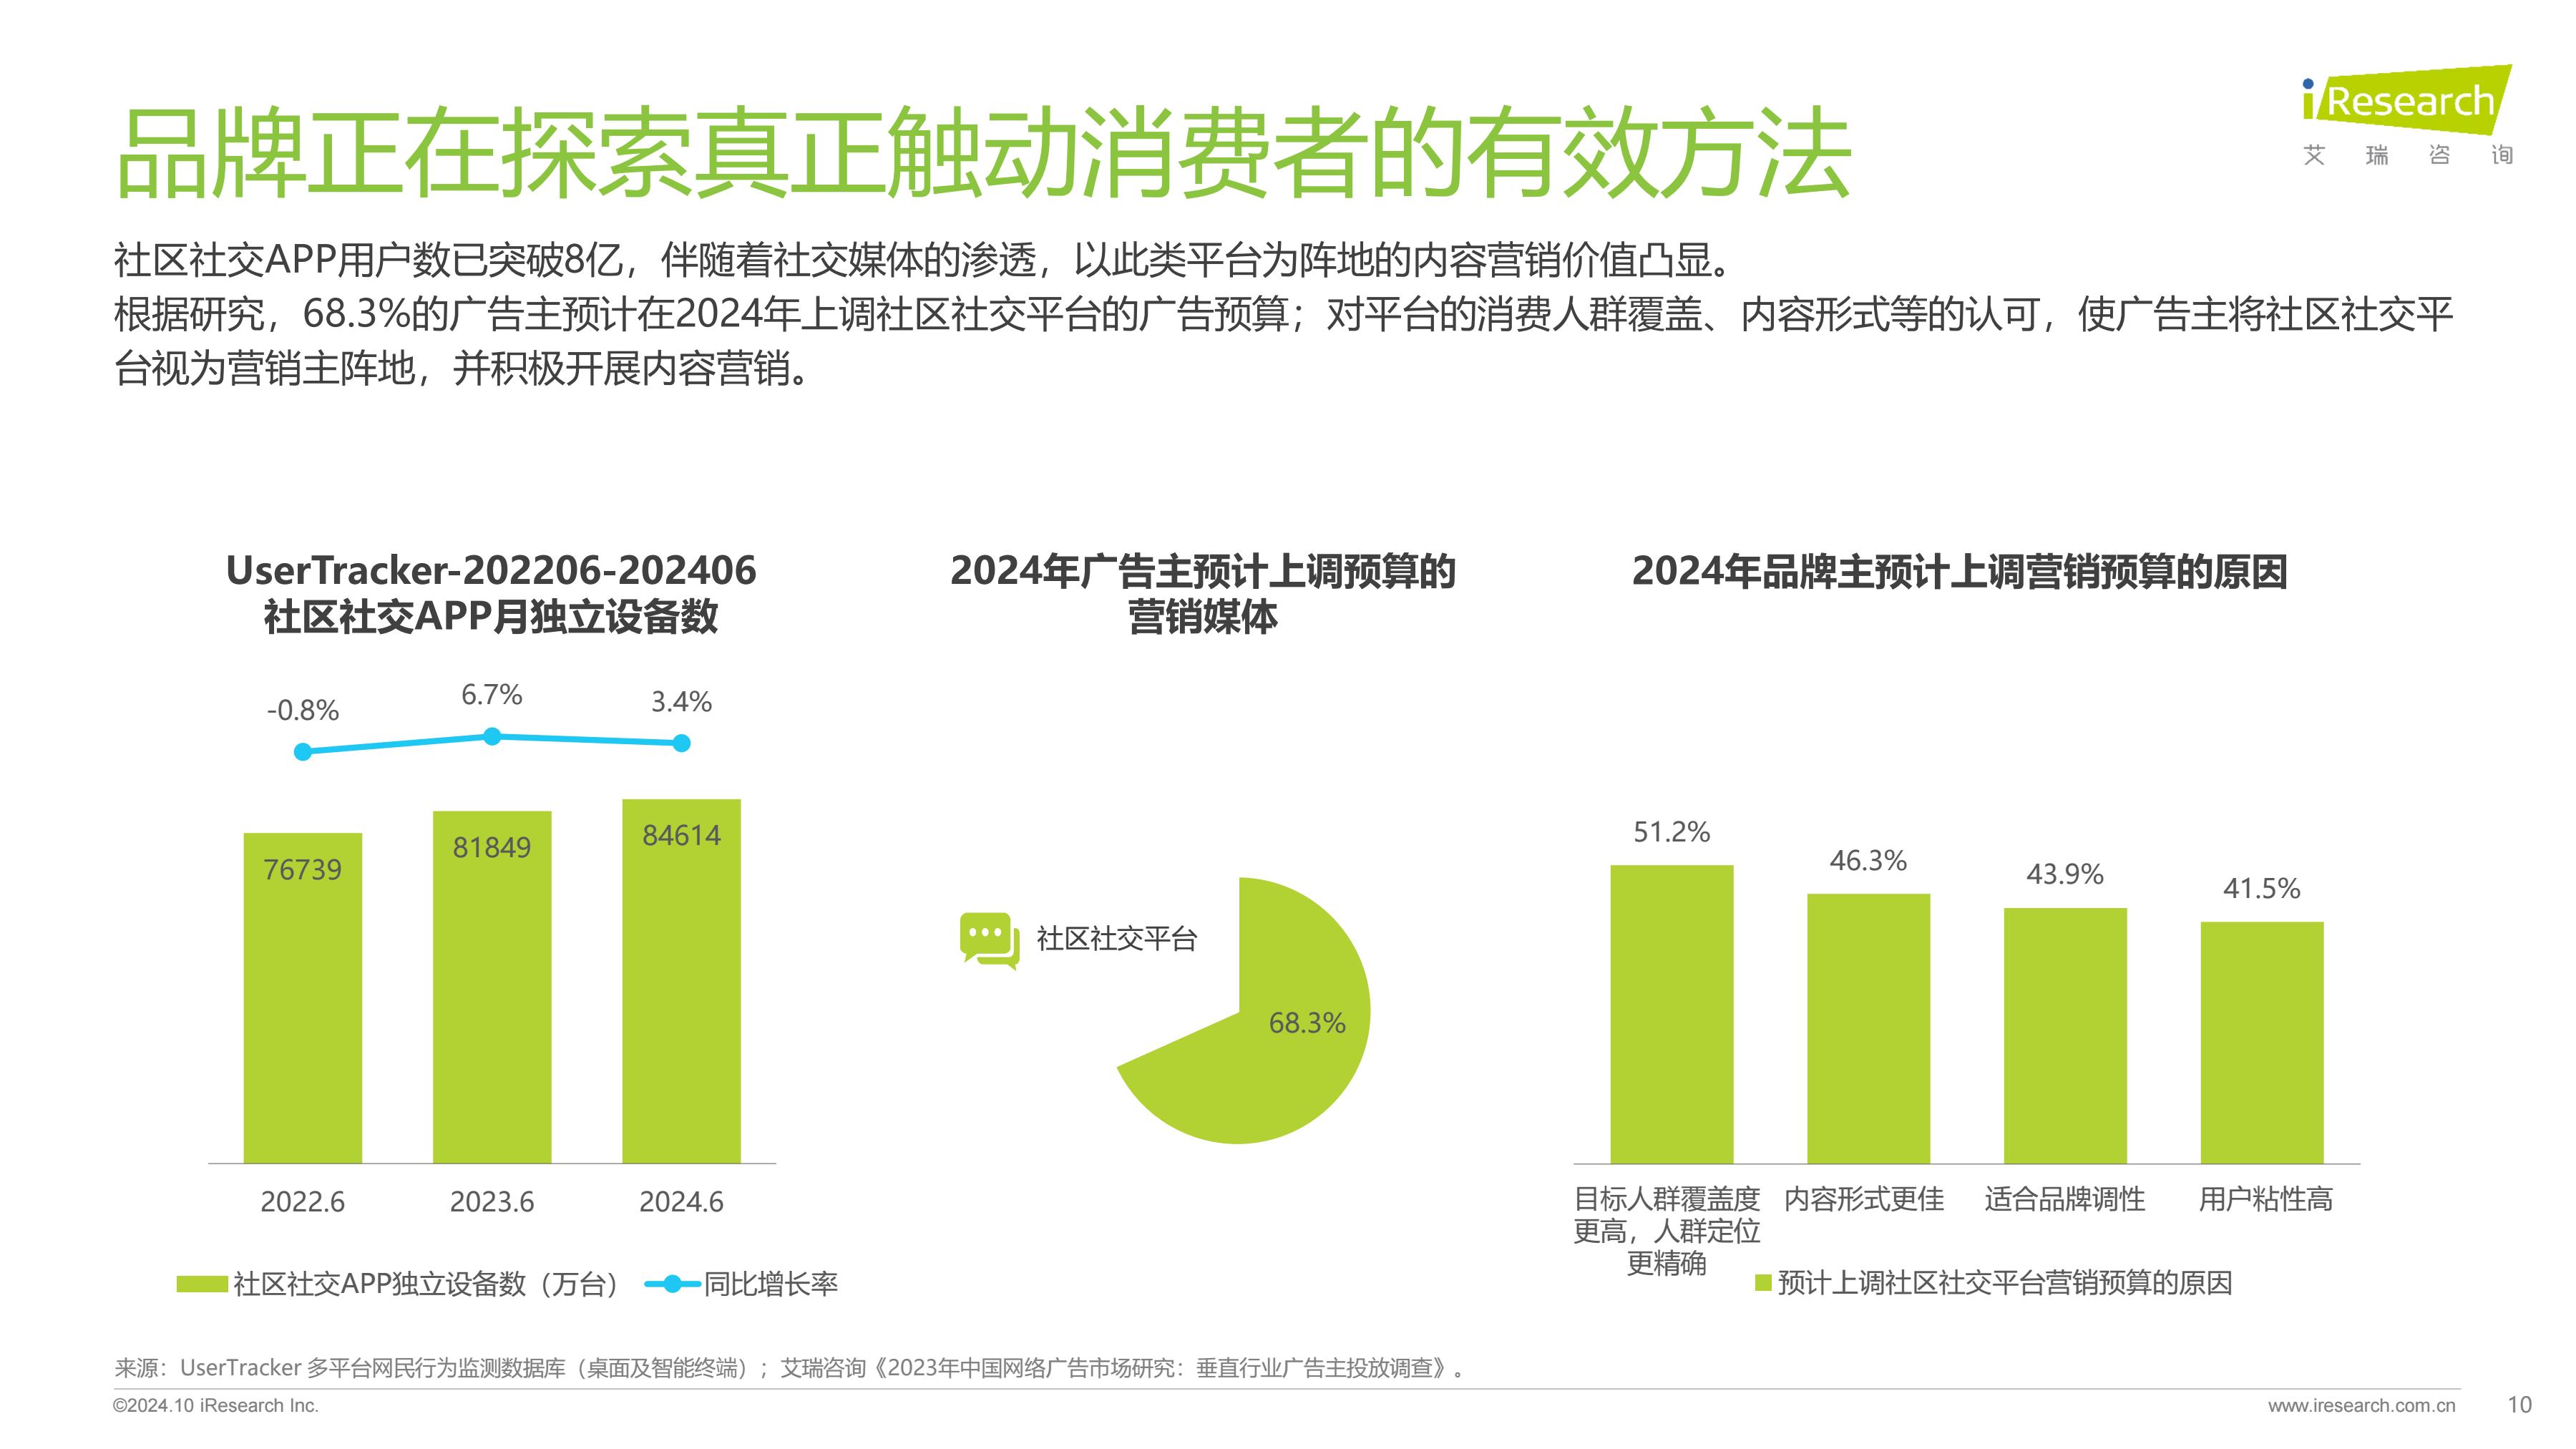 iResearch
艾瑞咨询
品牌正在探索真正触动消费者的有效方法
社区社交APP用户数已突破8亿，伴随着社交媒体的渗透，以此类平台为阵地的内容营销价值凸显。
根据研究，68.3%的广告主预计在2024年上调社区社交平台的广告预算；对平台的消费人群覆盖、内容形式等的认可，使广告主将社区社交平
台视为营销主阵地，并积极开展内容营销。
UserTracker-202206-202406
社区社交APP月独立设备数
-0.8%
6.7%
3.4%
76739
81849
84614
2022.6
2023.6
2024.6
社区社交APP独立设备数（万台）
同比增长率
2024年广告主预计上调预算的
营销媒体
社区社交平台
68.3%
2024年品牌主预计上调营销预算的原因
51.2%
46.3%
43.9%
41.5%
目标人群覆盖度
更高，人群定位
更精确
内容形式更佳
适合品牌调性
用户粘性高
预计上调社区社交平台营销预算的原因
来源：UserTracker 多平台网民行为监测数据库（桌面及智能终端）；艾瑞咨询《2023年中国网络广告市场研究：垂直行业广告主投放调查》。
©2024.10 iResearch Inc.
www.iresearch.com.cn
10